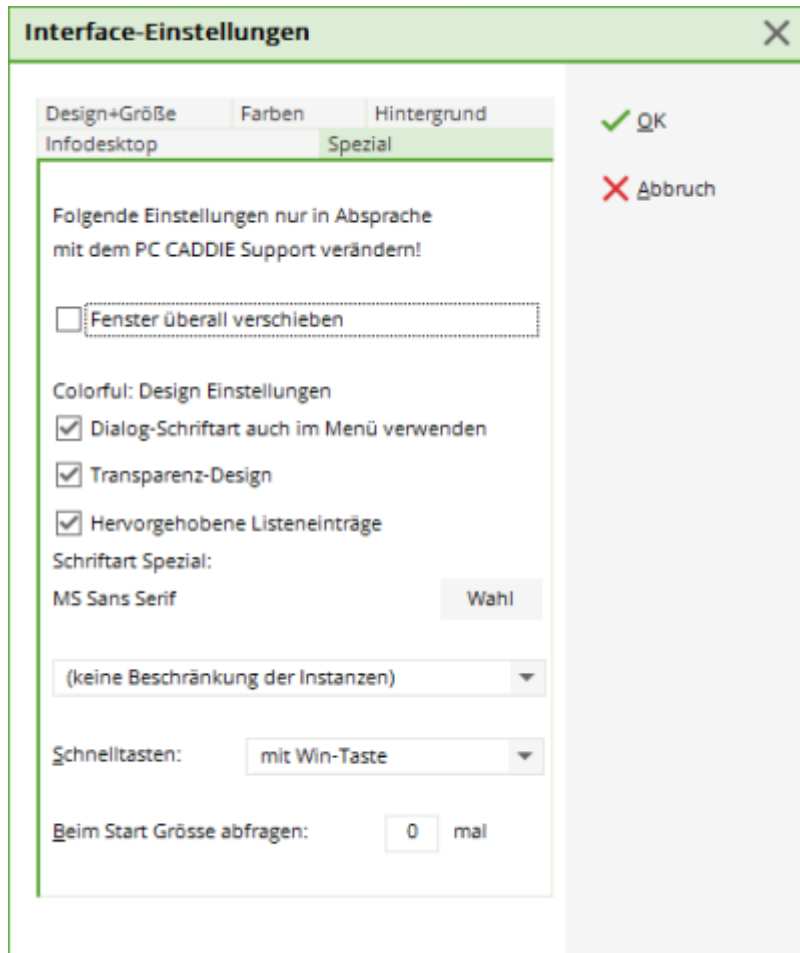 Interface-Einstellungen
Design+Größe Farben Hintergrund
Infodesktop Spezial
OK
Abbruch
Folgende Einstellungen nur in Absprache
mit dem PC CADDIE Support verändern!
Fenster überall verschieben
Colorful: Design Einstellungen
Dialog-Schriftart auch im Menü verwenden
Transparenz-Design
Hervorgehobene Listeneinträge
Schriftart Spezial:
MS Sans Serif Wahl
(keine Beschränkung der Instanzen)
Schnelltasten: mit Win-Taste
Beim Start Grösse abfragen: 0 mal